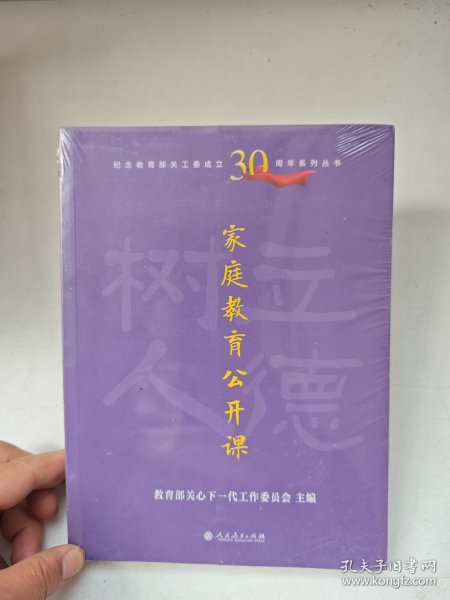 纪念教育部关工委成立30周年系列丛书
家庭教育公开课
立德
树人
教育部关心下一代工作委员会 主编
人民教育出版社
孔夫子旧书网
www.kongfz.com